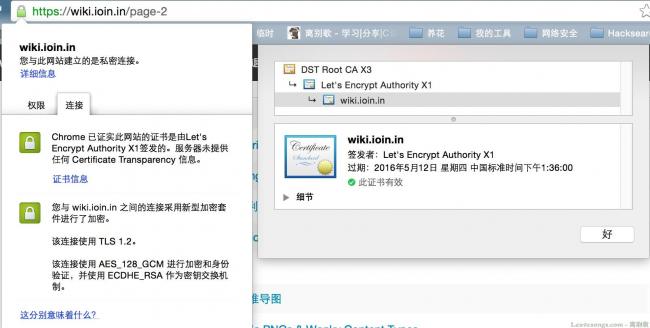 https://wiki.ioin.in/page-2
临时
离别歌 - 学习|分享|C
养花
我的工具
网络安全
Hacksear
wiki.ioin.in
您与此网站建立的是私密连接。
详细信息
权限
连接
Chrome 已证实此网站的证书是由Let's
Encrypt Authority X1签发的。服务器未提供
任何 Certificate Transparency 信息。
证书信息
您与 wiki.ioin.in 之间的连接采用新型加密套
件进行了加密。
该连接使用 TLS 1.2。
该连接使用 AES_128_GCM 进行加密和身份
验证，并使用 ECDHE_RSA 作为密钥交换机
制。
这分别意味着什么？
DST Root CA X3
Let's Encrypt Authority X1
wiki.ioin.in
Certificate
Standard
wiki.ioin.in
签发者：Let's Encrypt Authority X1
过期：2016年5月12日 星期四 中国标准时间下午1:36:00
此证书有效
细节
好
推导图
Content Types
Leavesongs.com - 离别歌